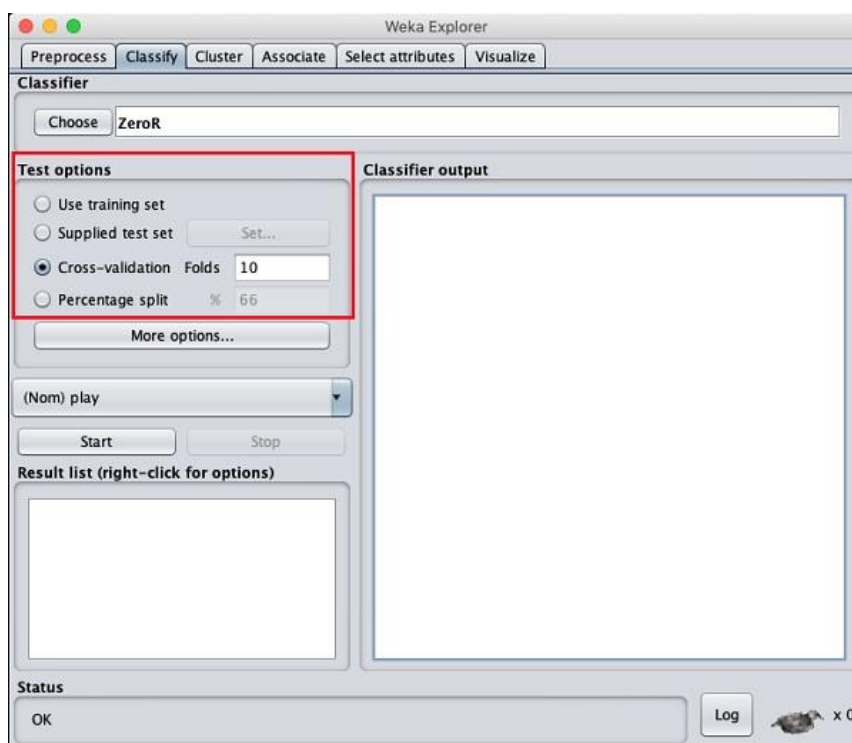 Weka Explorer
Preprocess Classify Cluster Associate Select attributes Visualize
Classifier
Choose ZeroR
Test options
Use training set
Supplied test set Set...
Cross-validation Folds 10
Percentage split % 66
More options...
(Nom) play
Start Stop
Result list (right-click for options)
Classifier output
Status
OK
Log x 0